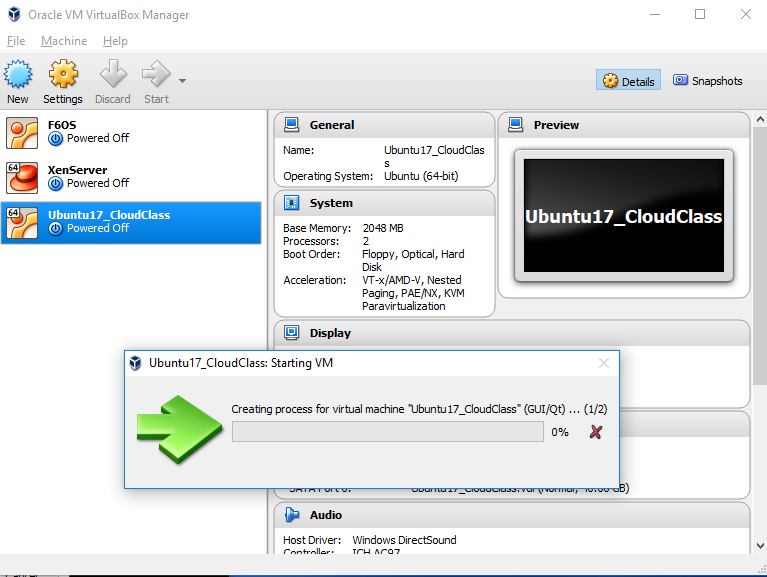 Oracle VM VirtualBox Manager
File Machine Help
New Settings Discard Start
Details Snapshots
F6OS
Powered Off
64
XenServer
Powered Off
64
Ubuntu17_CloudClass
Powered Off
General
Name: Ubuntu17_CloudClas
s
Operating System: Ubuntu (64-bit)
System
Base Memory: 2048 MB
Processors: 2
Boot Order: Floppy, Optical, Hard
Disk
Acceleration: VT-x/AMD-V, Nested
Paging, PAE/NX, KVM
Paravirtualization
Preview
Ubuntu17_CloudClass
Display
Ubuntu17_CloudClass: Starting VM
Creating process for virtual machine "Ubuntu17_CloudClass" (GUI/Qt) ... (1/2)
0%
SATA Port 0: Ubuntu17_CloudClass.vdi (Normal, 10.00 GB)
Audio
Host Driver: Windows DirectSound
Controller: ICH AC97